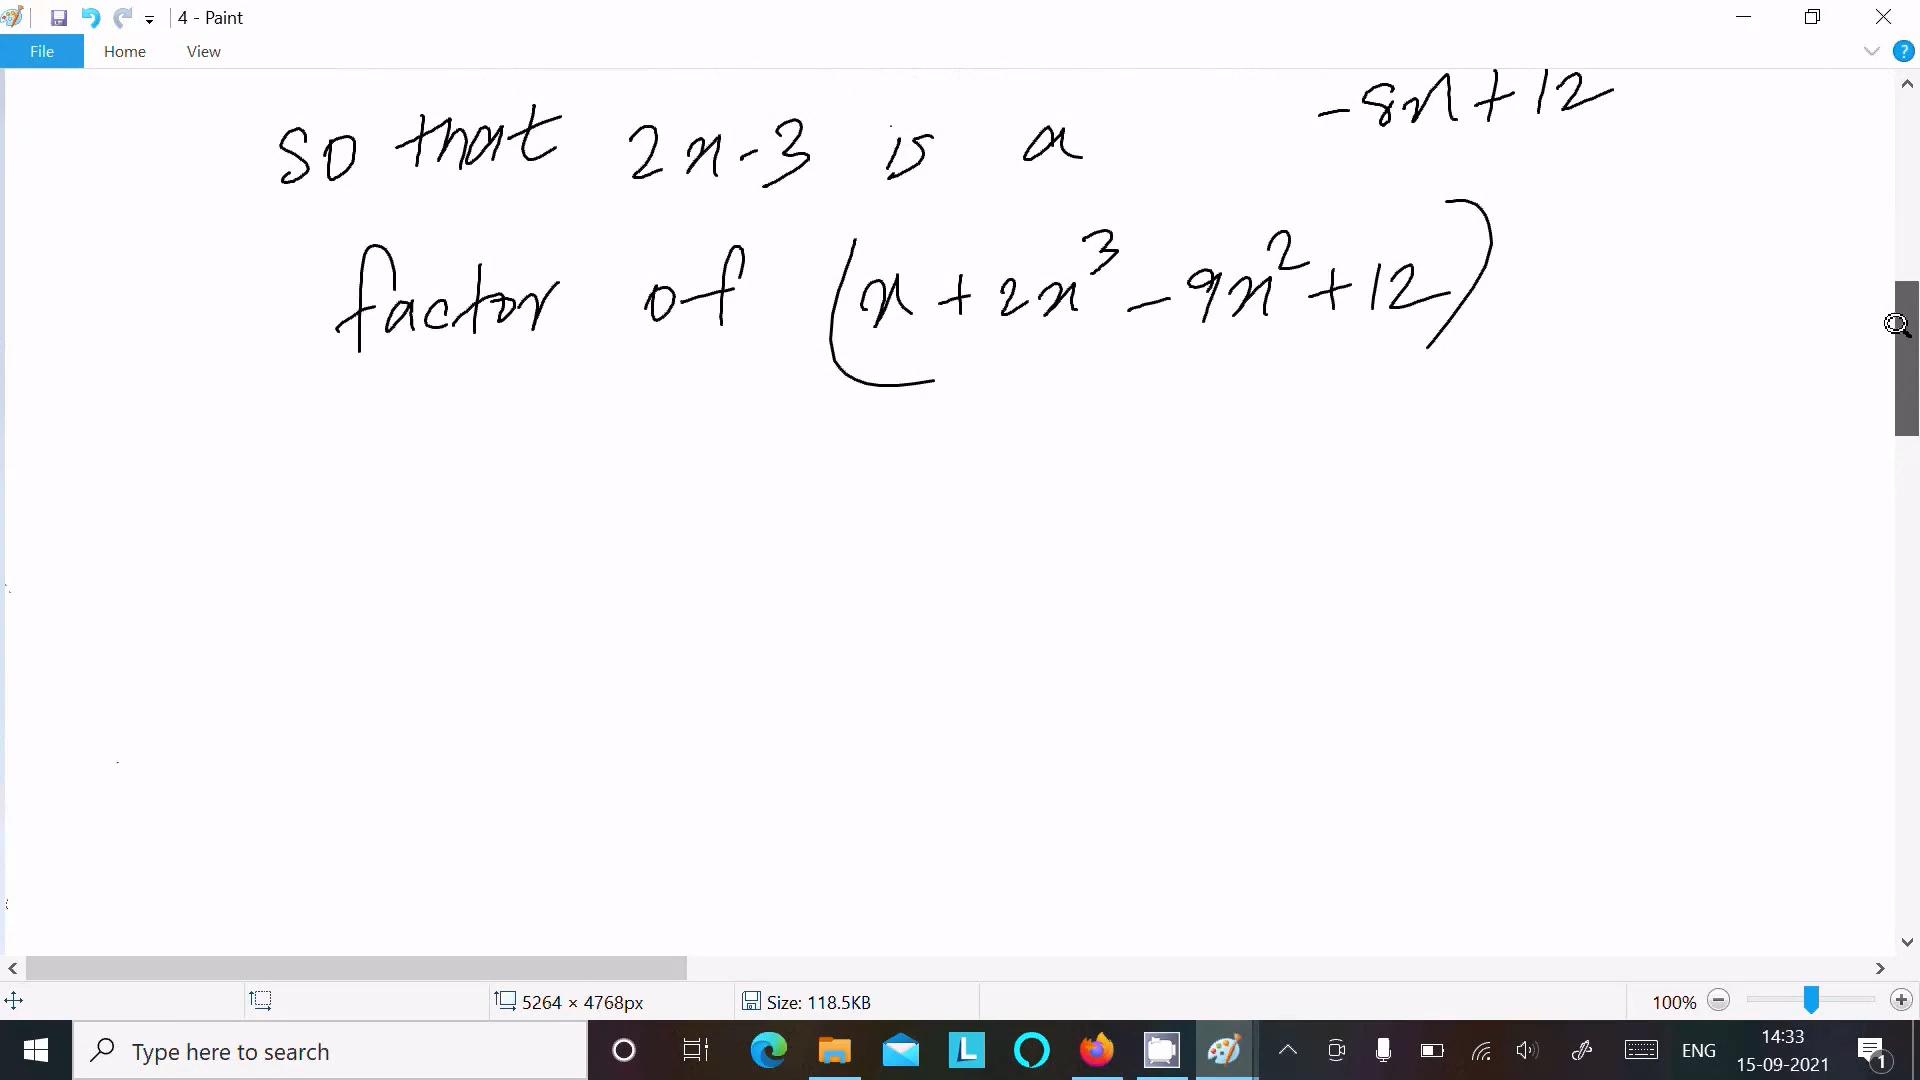 4 - Paint
File Home View
-8x+12
so that 2x-3 is a
factor of (x+2x³-9x²+12)
5264 × 4768px Size: 118.5KB 100%
Type here to search
L
ENG
14:33
15-09-2021
1